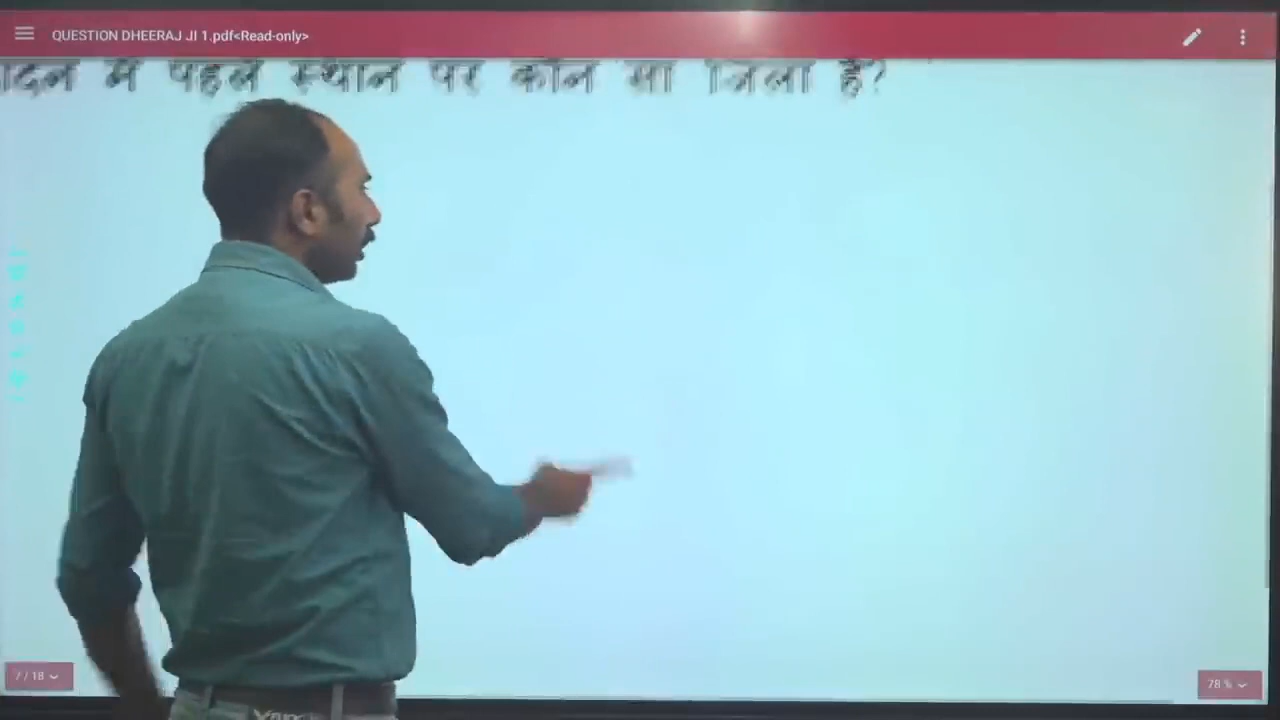 QUESTION DHEERAJ JI 1.pdf<Read-only>
में पहले स्थान पर कौन सा जिला है?
7 / 18
78 %